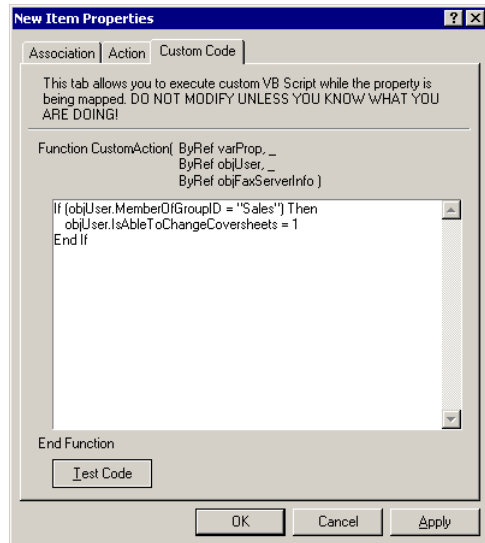 New Item Properties
Association Action Custom Code
This tab allows you to execute custom VB Script while the property is
being mapped. DO NOT MODIFY UNLESS YOU KNOW WHAT YOU
ARE DOING!
Function CustomAction( ByRef varProp, _
ByRef objUser, _
ByRef objFaxServerInfo )
If (objUser.MemberOfGroupID = "Sales") Then
objUser.IsAbleToChangeCoversheets = 1
End If
End Function
Test Code
OK Cancel Apply